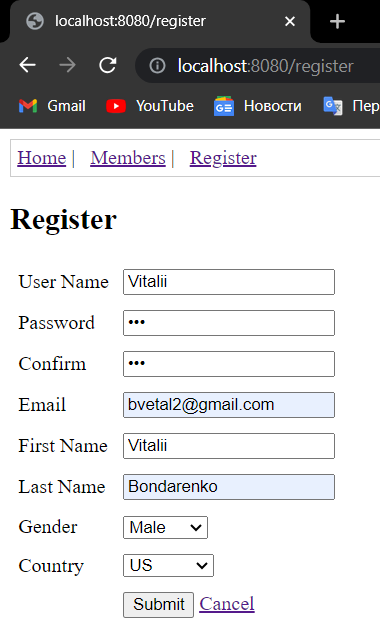 localhost:8080/register
localhost:8080/register
Gmail YouTube Новости Пер
Home | Members | Register
Register
User Name Vitalii
Password •••
Confirm •••
Email bvetal2@gmail.com
First Name Vitalii
Last Name Bondarenko
Gender Male
Country US
Submit Cancel